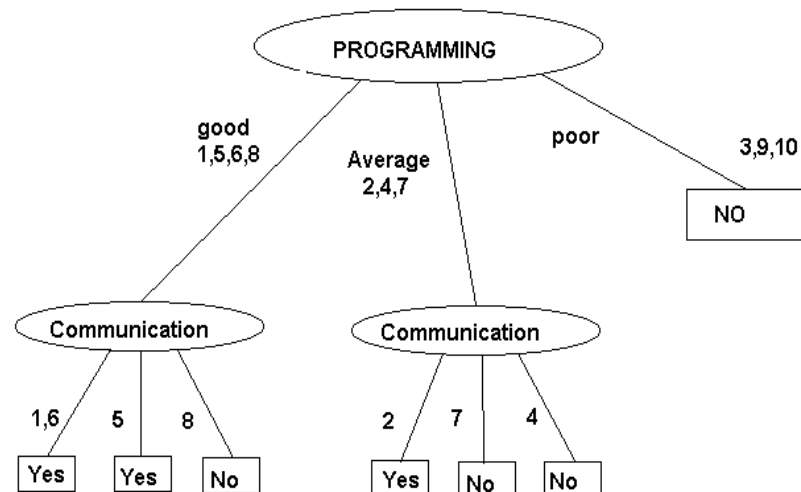 PROGRAMMING
good
1,5,6,8
Average
2,4,7
poor
3,9,10
NO
Communication
Communication
1,6
5
8
2
7
4
Yes
Yes
No
Yes
No
No